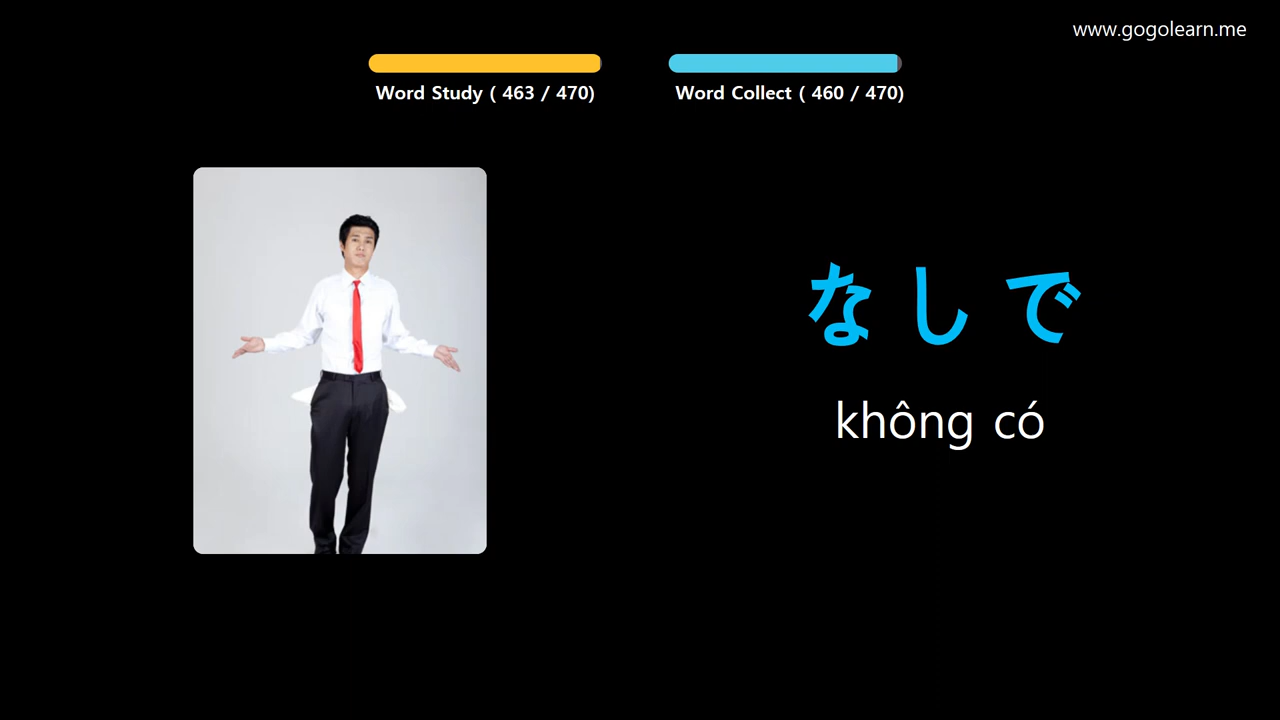 www.gogolearn.me
Word Study ( 463 / 470)
Word Collect ( 460 / 470)
なしで
không có